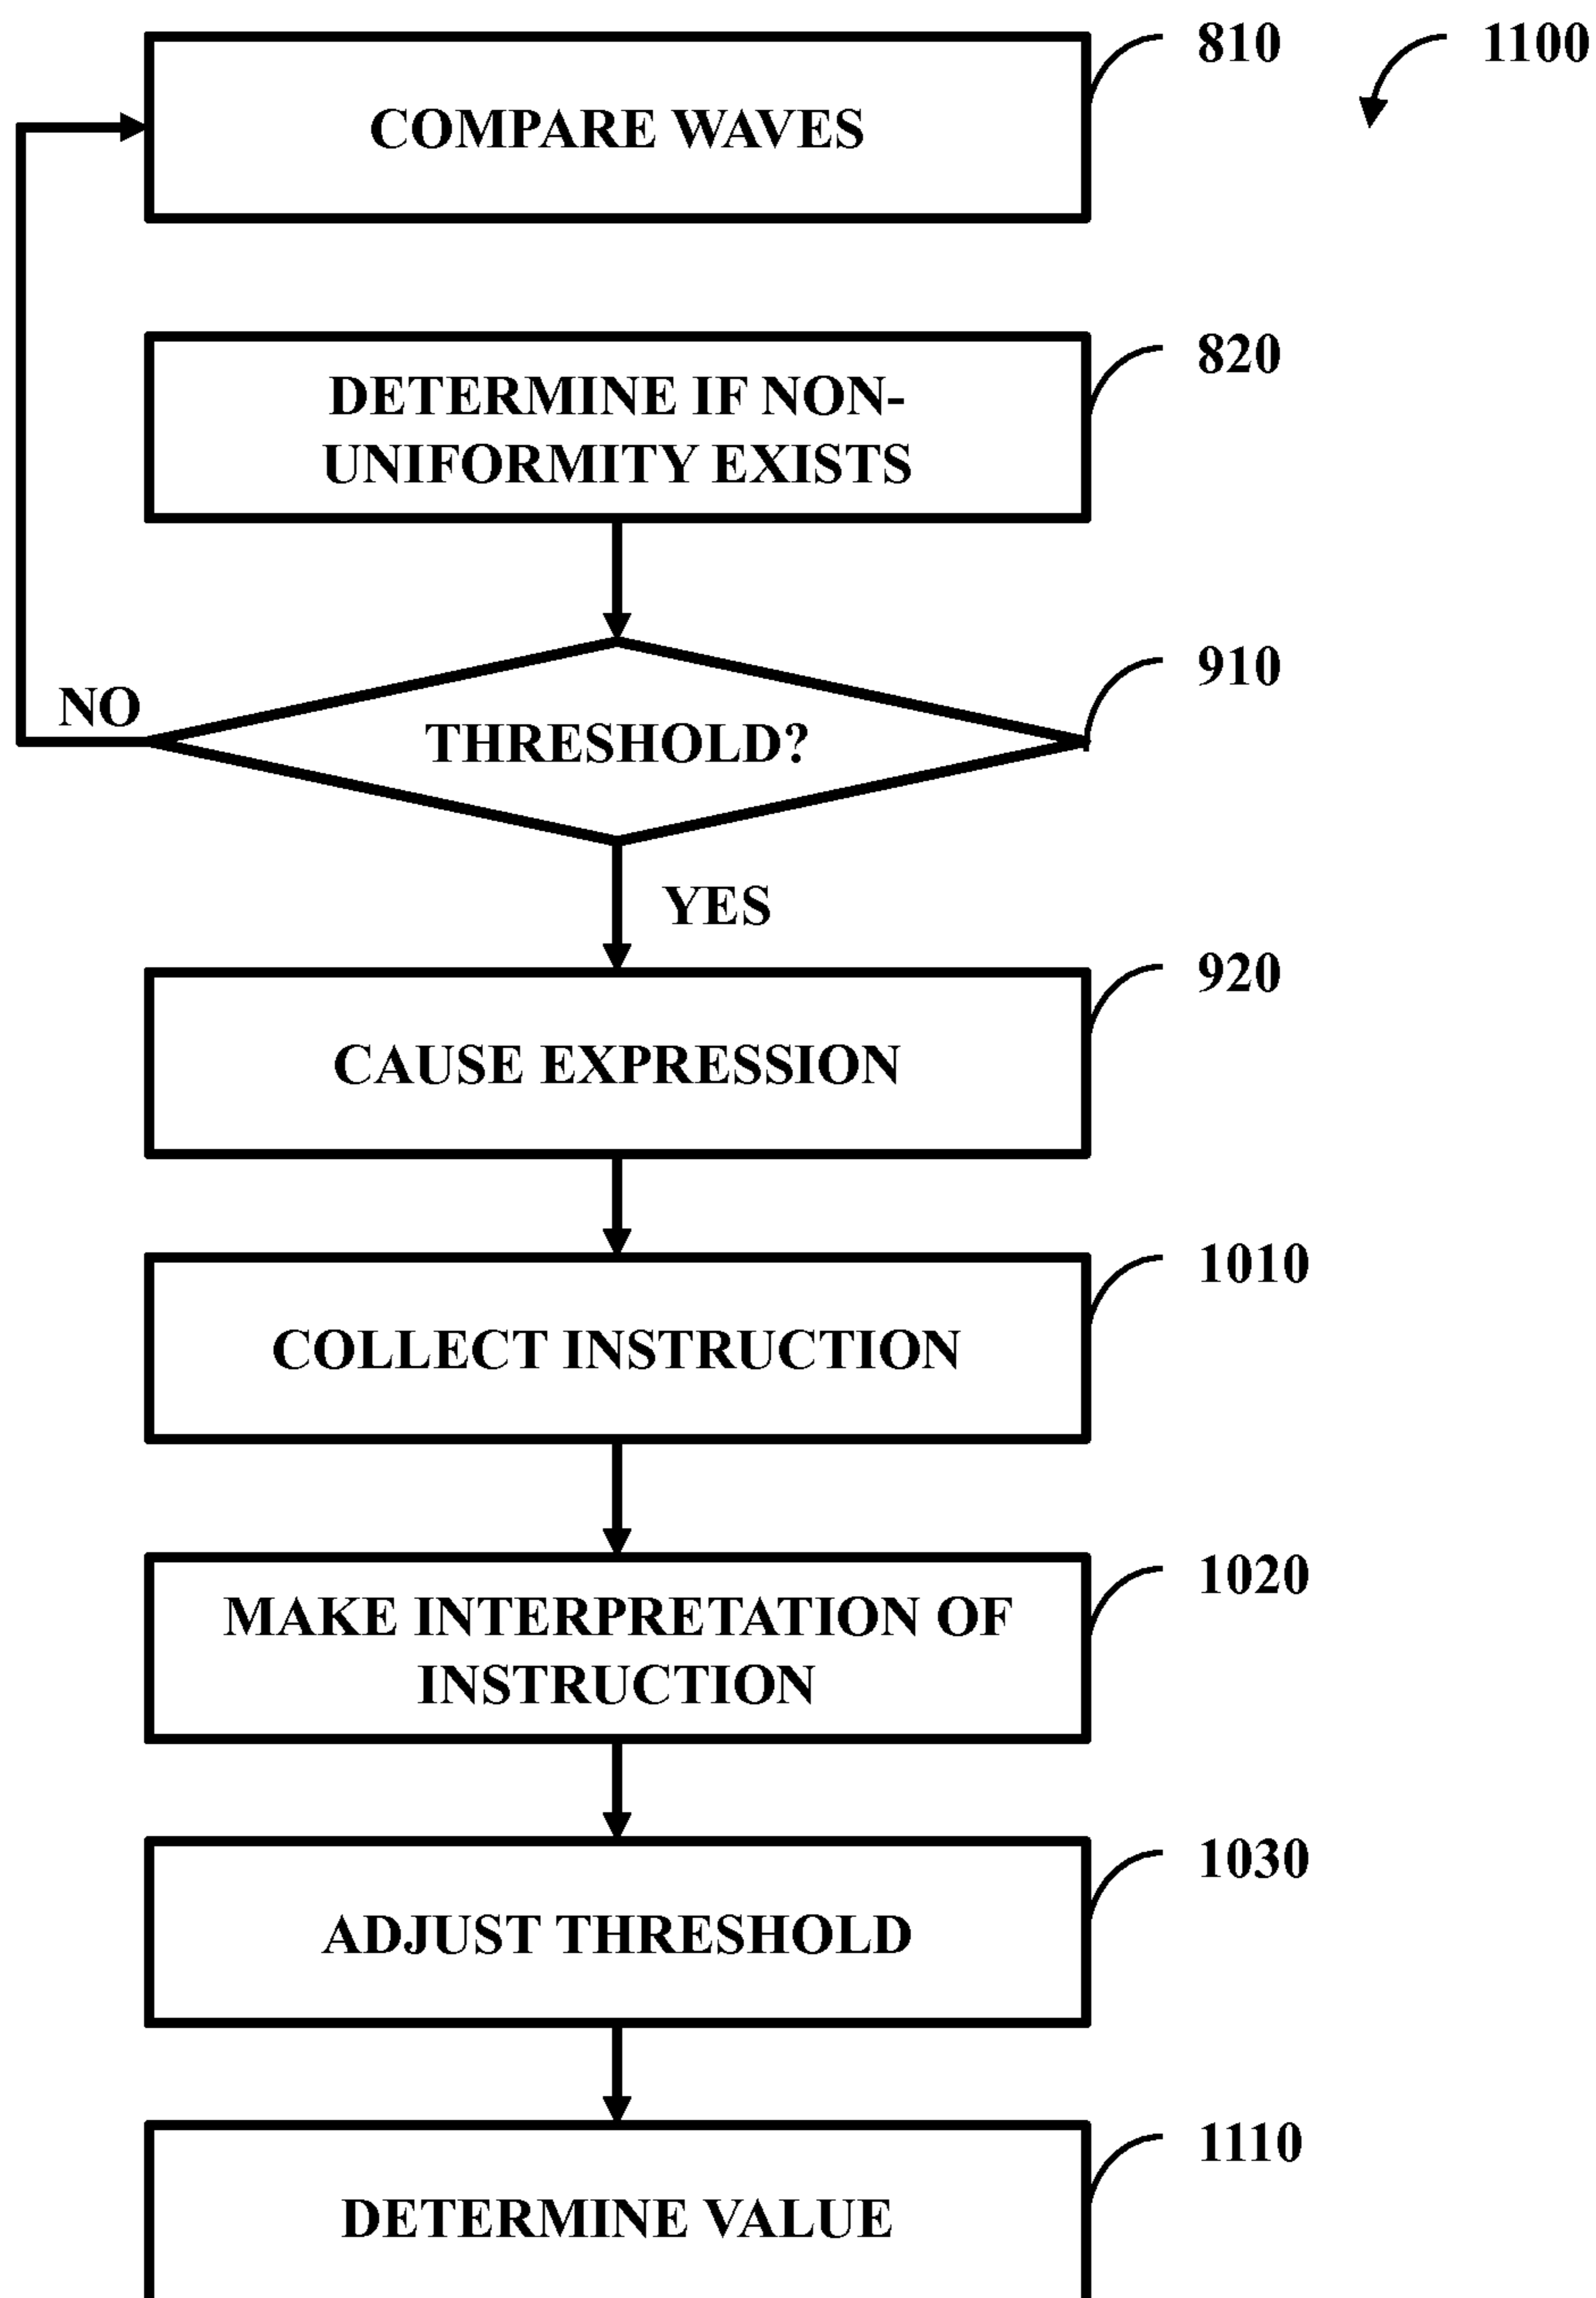 810
1100
COMPARE WAVES
820
DETERMINE IF NON-
UNIFORMITY EXISTS
910
NO
THRESHOLD?
YES
920
CAUSE EXPRESSION
1010
COLLECT INSTRUCTION
1020
MAKE INTERPRETATION OF
INSTRUCTION
1030
ADJUST THRESHOLD
1110
DETERMINE VALUE